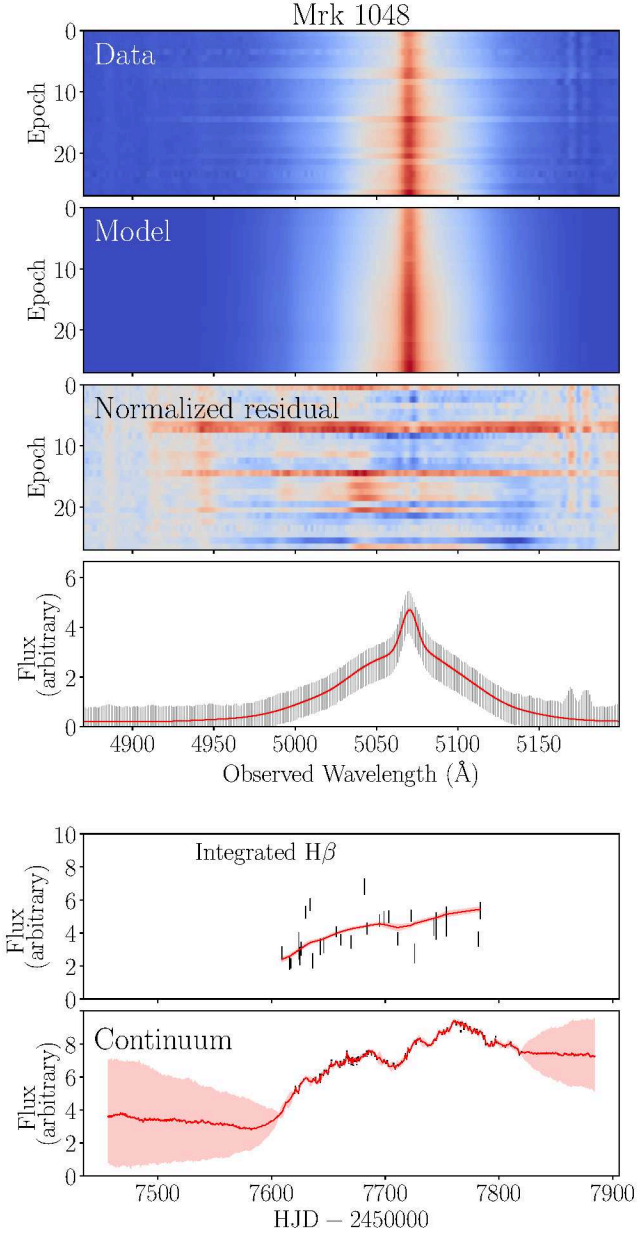 Mrk 1048
0
Data
10
Epoch
20
0
Model
10
Epoch
20
0
Normalized residual
10
Epoch
20
6
4
2
0
Flux
(arbitrary)
4900 4950 5000 5050 5100 5150
Observed Wavelength (Å)
10
Integrated Hβ
8
6
4
2
0
Flux
(arbitrary)
Continuum
8
6
4
2
0
Flux
(arbitrary)
7500 7600 7700 7800 7900
HJD − 2450000